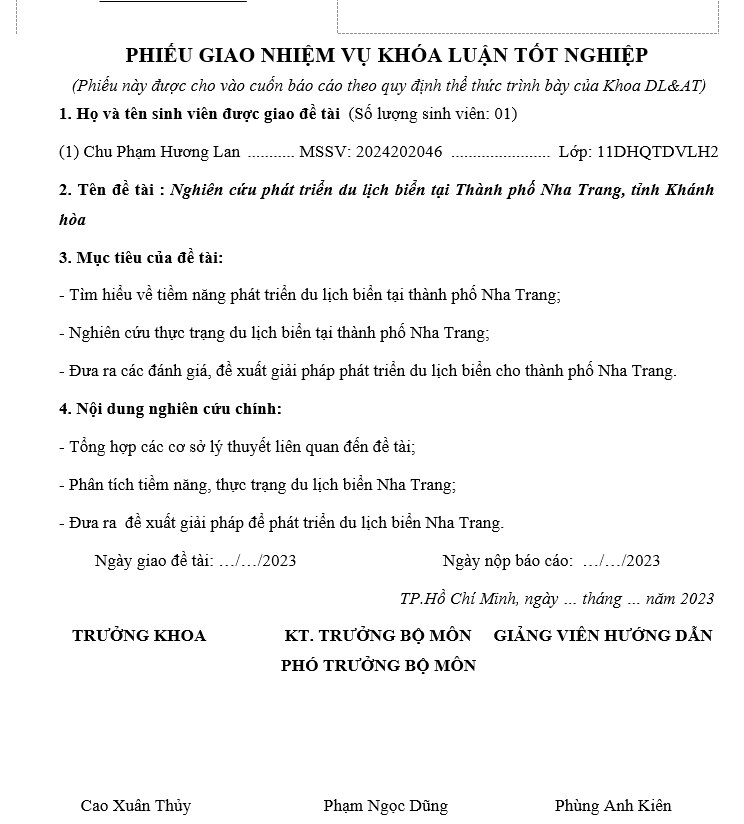 PHIẾU GIAO NHIỆM VỤ KHÓA LUẬN TỐT NGHIỆP
(Phiếu này được cho vào cuốn báo cáo theo quy định thể thức trình bày của Khoa DL&AT)
1. Họ và tên sinh viên được giao đề tài (Số lượng sinh viên: 01)
(1) Chu Phạm Hương Lan ........... MSSV: 2024202046 ....................... Lớp: 11DHQTDVLH2
2. Tên đề tài : Nghiên cứu phát triển du lịch biển tại Thành phố Nha Trang, tỉnh Khánh
hòa
3. Mục tiêu của đề tài:
- Tìm hiểu về tiềm năng phát triển du lịch biển tại thành phố Nha Trang;
- Nghiên cứu thực trạng du lịch biển tại thành phố Nha Trang;
- Đưa ra các đánh giá, đề xuất giải pháp phát triển du lịch biển cho thành phố Nha Trang.
4. Nội dung nghiên cứu chính:
- Tổng hợp các cơ sở lý thuyết liên quan đến đề tài;
- Phân tích tiềm năng, thực trạng du lịch biển Nha Trang;
- Đưa ra đề xuất giải pháp để phát triển du lịch biển Nha Trang.
Ngày giao đề tài: …/…/2023 Ngày nộp báo cáo: …/…/2023
TP.Hồ Chí Minh, ngày ... tháng ... năm 2023
TRƯỞNG KHOA KT. TRƯỞNG BỘ MÔN GIẢNG VIÊN HƯỚNG DẪN
PHÓ TRƯỞNG BỘ MÔN
Cao Xuân Thủy Phạm Ngọc Dũng Phùng Anh Kiên